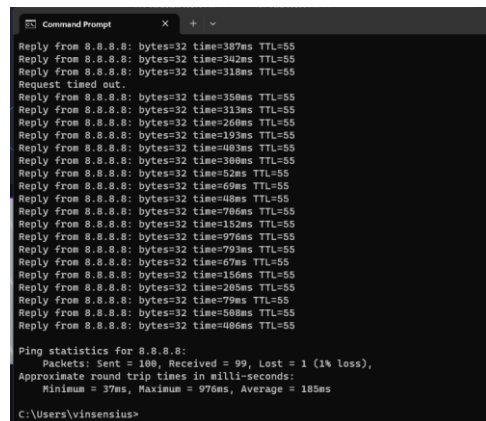 Command Prompt
Reply from 8.8.8.8: bytes=32 time=387ms TTL=55
Reply from 8.8.8.8: bytes=32 time=342ms TTL=55
Reply from 8.8.8.8: bytes=32 time=318ms TTL=55
Request timed out.
Reply from 8.8.8.8: bytes=32 time=350ms TTL=55
Reply from 8.8.8.8: bytes=32 time=313ms TTL=55
Reply from 8.8.8.8: bytes=32 time=260ms TTL=55
Reply from 8.8.8.8: bytes=32 time=193ms TTL=55
Reply from 8.8.8.8: bytes=32 time=403ms TTL=55
Reply from 8.8.8.8: bytes=32 time=300ms TTL=55
Reply from 8.8.8.8: bytes=32 time=52ms TTL=55
Reply from 8.8.8.8: bytes=32 time=69ms TTL=55
Reply from 8.8.8.8: bytes=32 time=48ms TTL=55
Reply from 8.8.8.8: bytes=32 time=706ms TTL=55
Reply from 8.8.8.8: bytes=32 time=152ms TTL=55
Reply from 8.8.8.8: bytes=32 time=976ms TTL=55
Reply from 8.8.8.8: bytes=32 time=793ms TTL=55
Reply from 8.8.8.8: bytes=32 time=67ms TTL=55
Reply from 8.8.8.8: bytes=32 time=156ms TTL=55
Reply from 8.8.8.8: bytes=32 time=205ms TTL=55
Reply from 8.8.8.8: bytes=32 time=79ms TTL=55
Reply from 8.8.8.8: bytes=32 time=508ms TTL=55
Reply from 8.8.8.8: bytes=32 time=406ms TTL=55
Ping statistics for 8.8.8.8:
Packets: Sent = 100, Received = 99, Lost = 1 (1% loss),
Approximate round trip times in milli-seconds:
Minimum = 37ms, Maximum = 976ms, Average = 185ms
C:\Users\vinsensius>